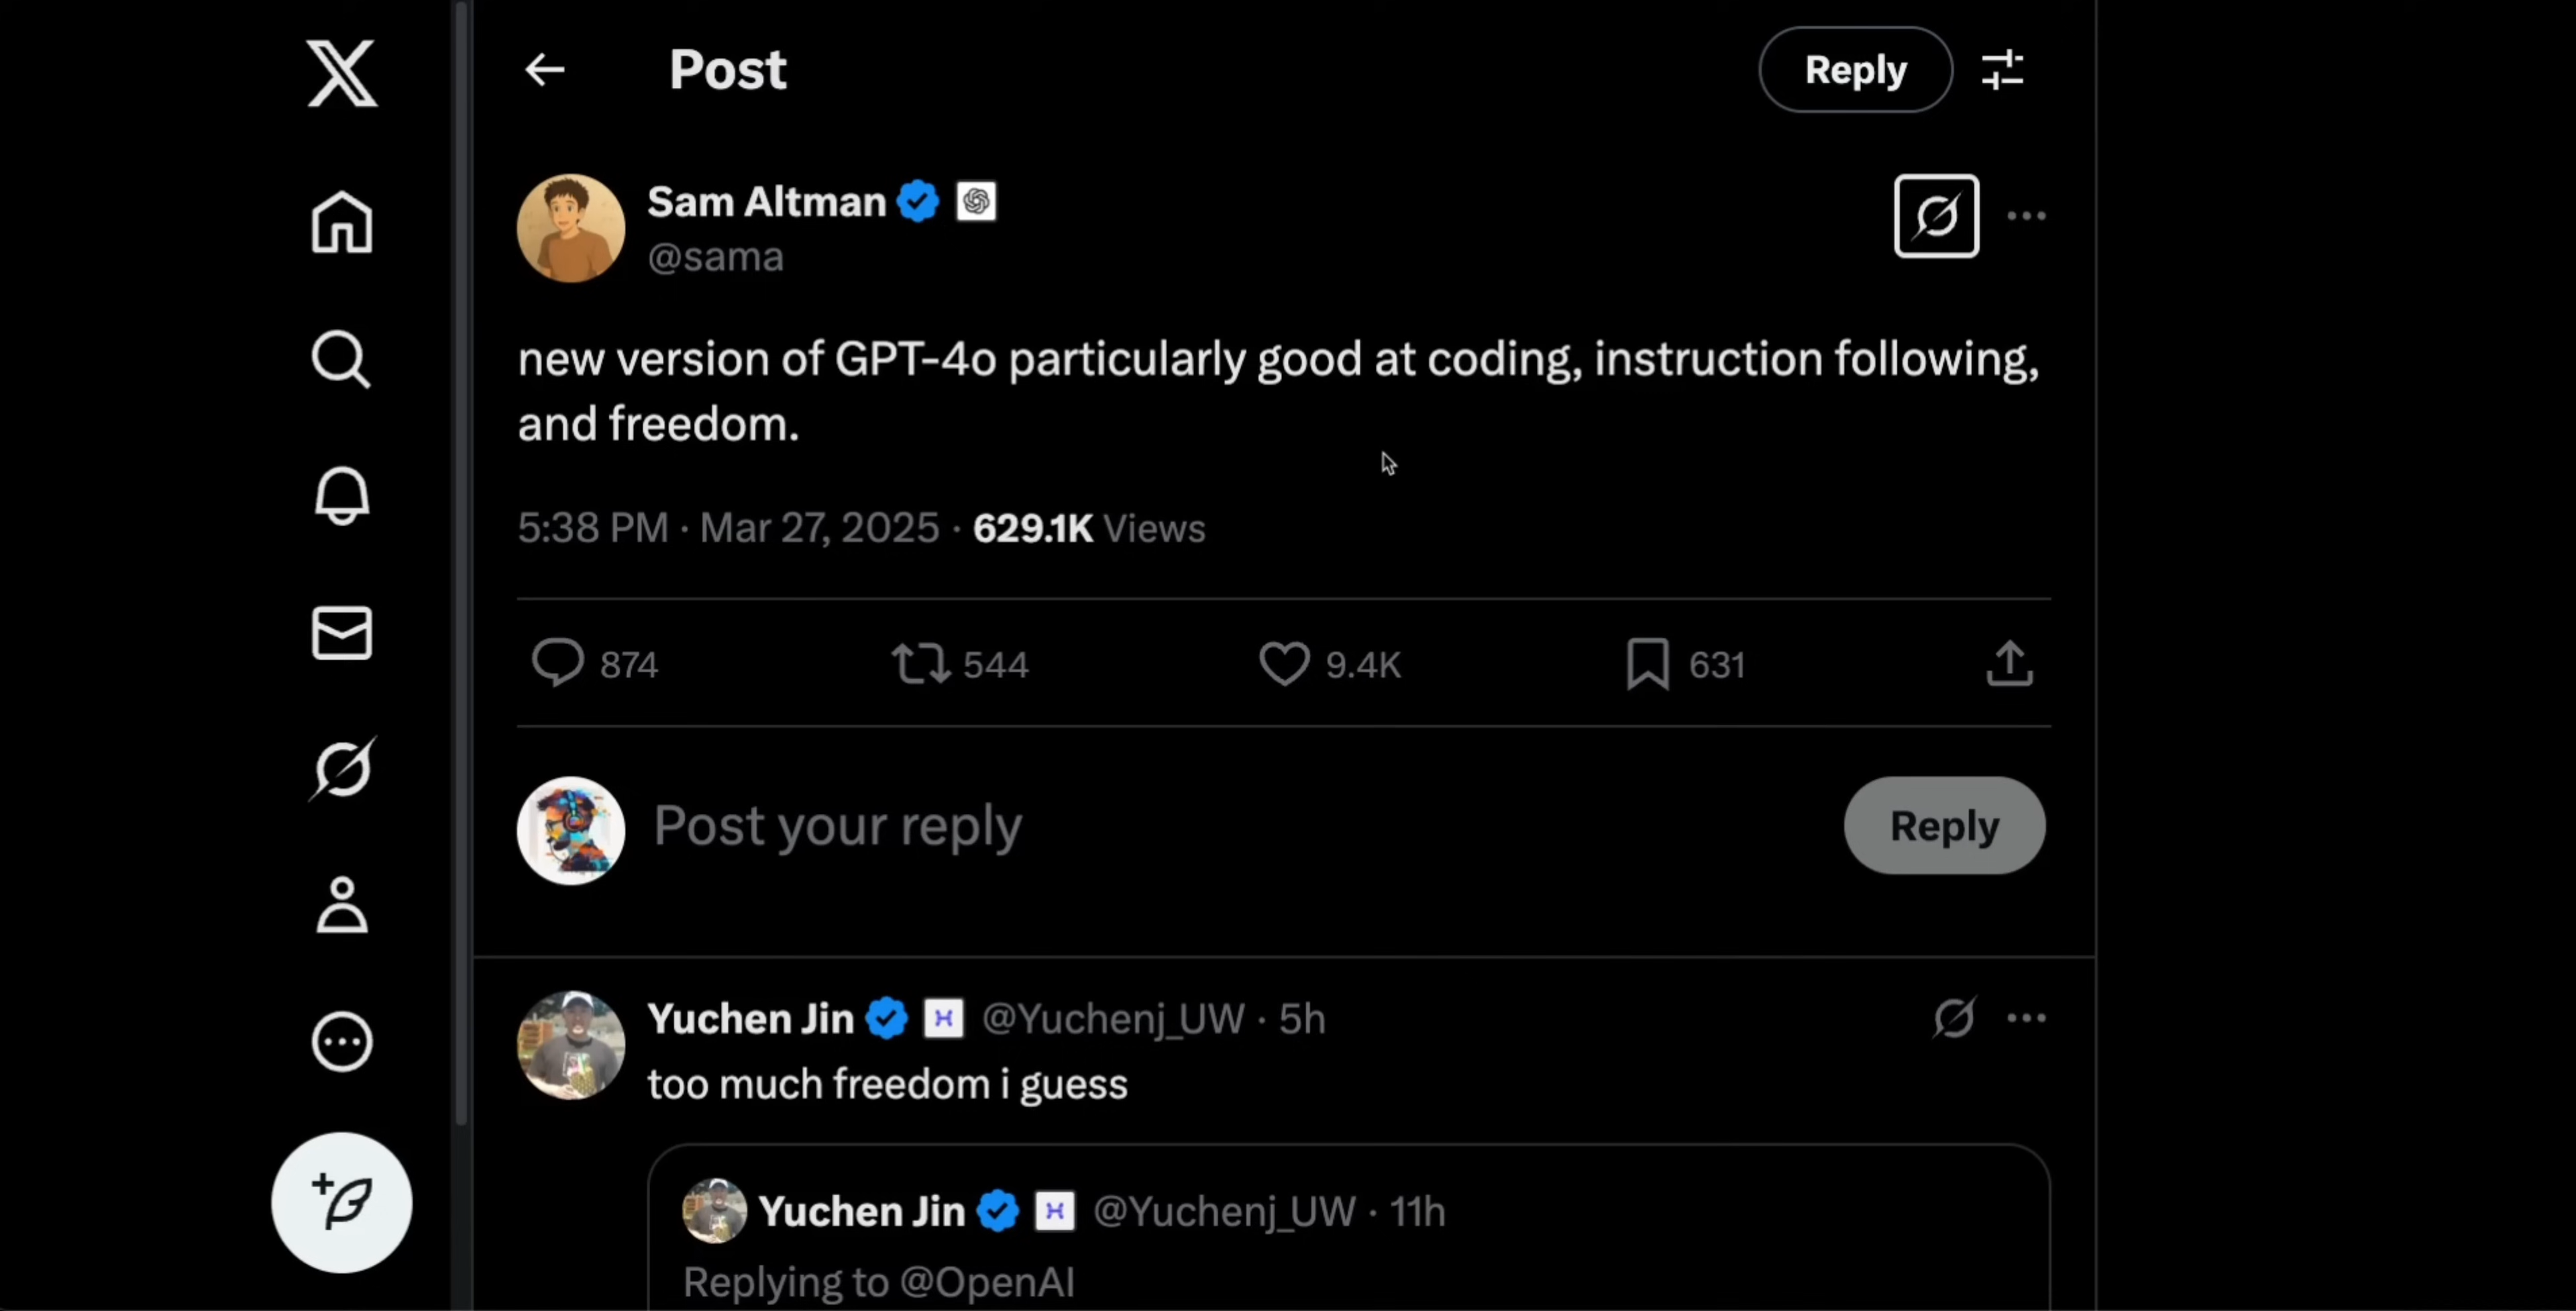 Post
Reply
Sam Altman
@sama
new version of GPT-4o particularly good at coding, instruction following,
and freedom.
5:38 PM · Mar 27, 2025 · 629.1K Views
874 544 9.4K 631
Post your reply
Reply
Yuchen Jin @Yuchenj_UW · 5h
too much freedom i guess
Yuchen Jin @Yuchenj_UW · 11h
Replying to @OpenAI